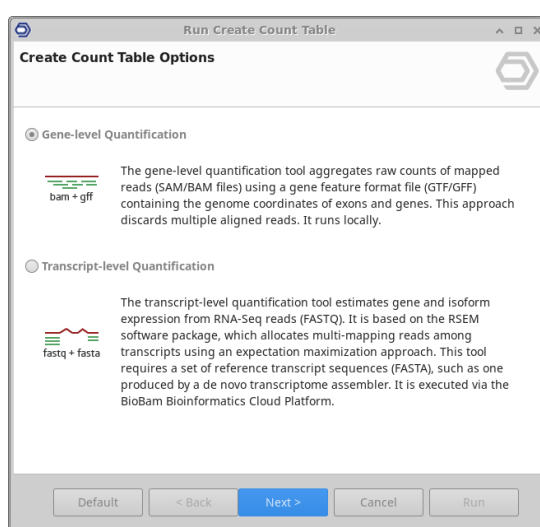 Run Create Count Table
Create Count Table Options
Gene-level Quantification
bam + gff
The gene-level quantification tool aggregates raw counts of mapped
reads (SAM/BAM files) using a gene feature format file (GTF/GFF)
containing the genome coordinates of exons and genes. This approach
discards multiple aligned reads. It runs locally.
Transcript-level Quantification
fastq + fasta
The transcript-level quantification tool estimates gene and isoform
expression from RNA-Seq reads (FASTQ). It is based on the RSEM
software package, which allocates multi-mapping reads among
transcripts using an expectation maximization approach. This tool
requires a set of reference transcript sequences (FASTA), such as one
produced by a de novo transcriptome assembler. It is executed via the
BioBam Bioinformatics Cloud Platform.
Default < Back Next > Cancel Run